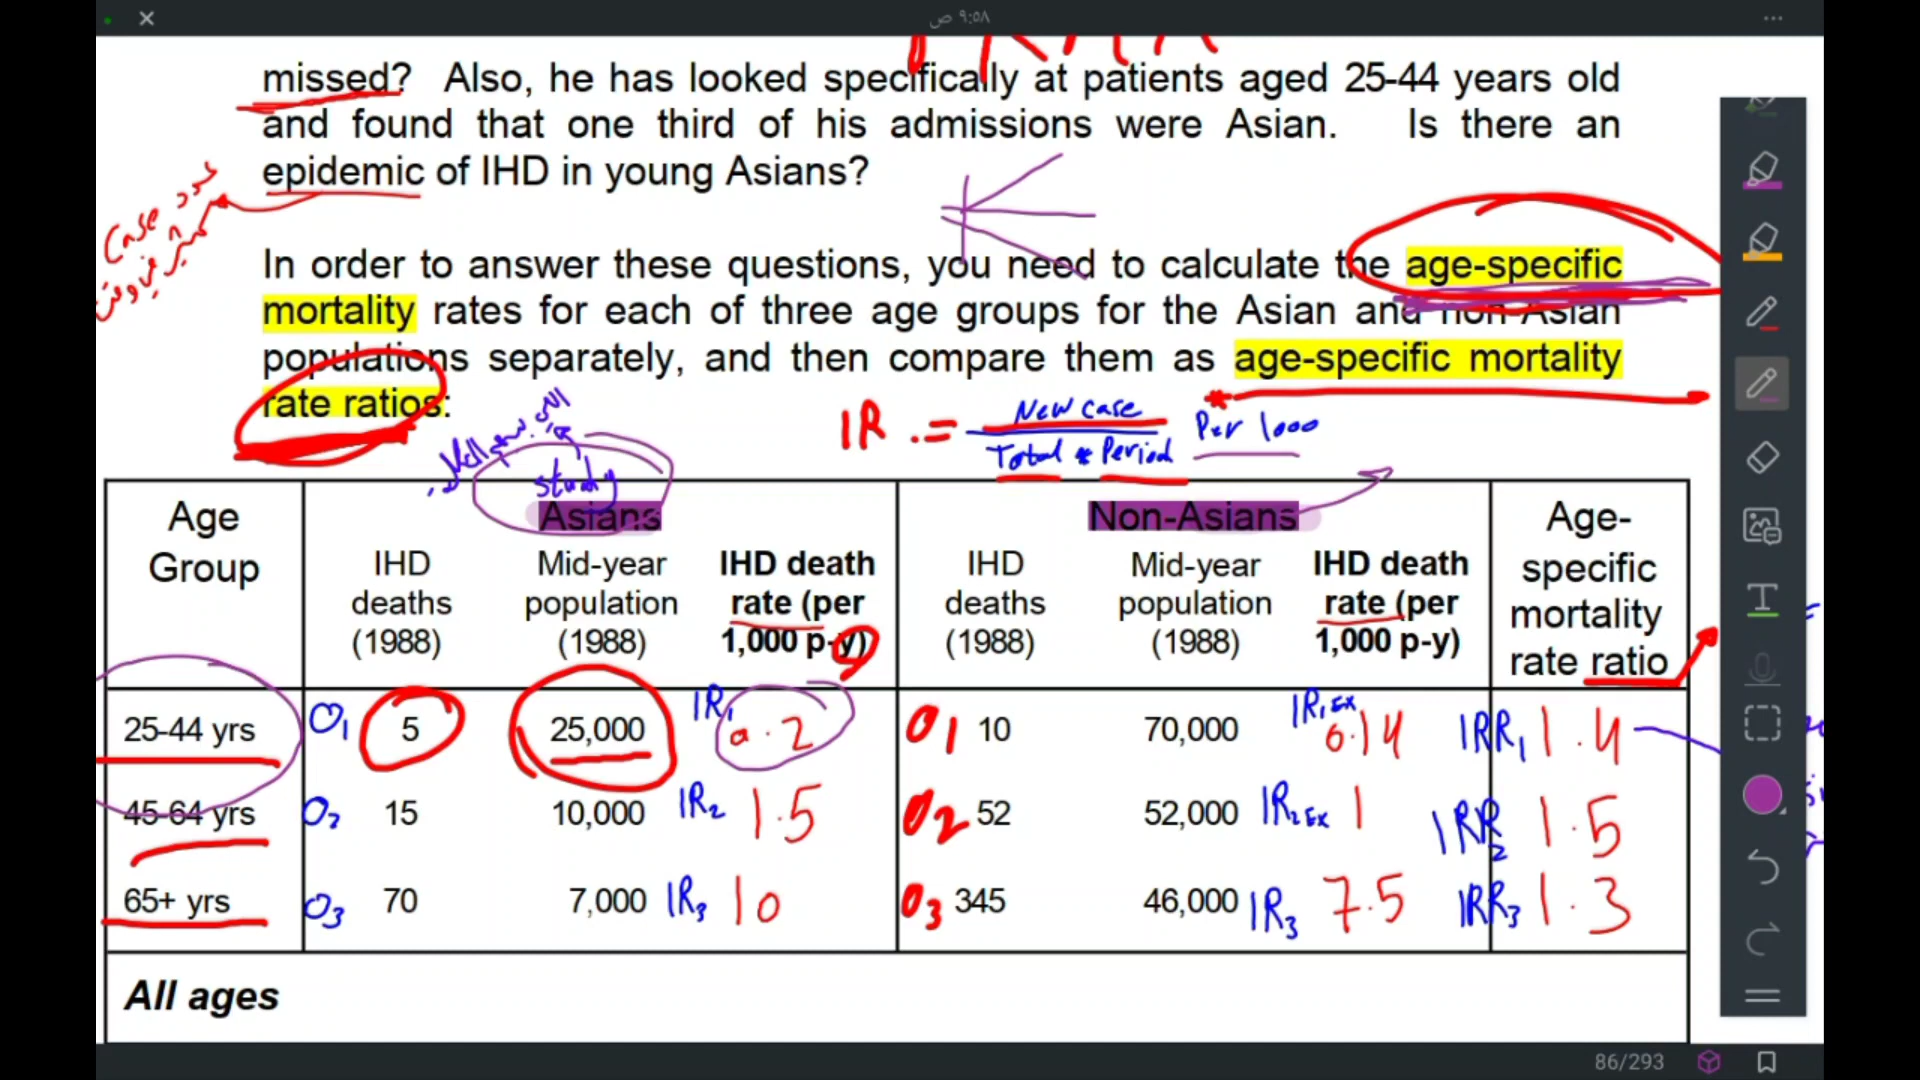 ٩:٥٨ ص
missed? Also, he has looked specifically at patients aged 25-44 years old
and found that one third of his admissions were Asian. Is there an
epidemic of IHD in young Asians?
Case
In order to answer these questions, you need to calculate the age-specific
mortality rates for each of three age groups for the Asian and non-Asian
populations separately, and then compare them as age-specific mortality
rate ratios:
IR = New case Per 1000
Total * Period
study
Age Group Asians Non-Asians Age-specific mortality rate ratio
IHD deaths (1988) Mid-year population (1988) IHD death rate (per 1,000 p-y) IHD deaths (1988) Mid-year population (1988) IHD death rate (per 1,000 p-y)
25-44 yrs O1 5 25,000 IR1 0.2 O1 10 70,000 IR1 Ex 0.14 IRR1 1.4
45-64 yrs O2 15 10,000 IR2 1.5 O2 52 52,000 IR2 Ex 1 IRR2 1.5
65+ yrs O3 70 7,000 IR3 10 O3 345 46,000 IR3 7.5 IRR3 1.3
All ages
86/293